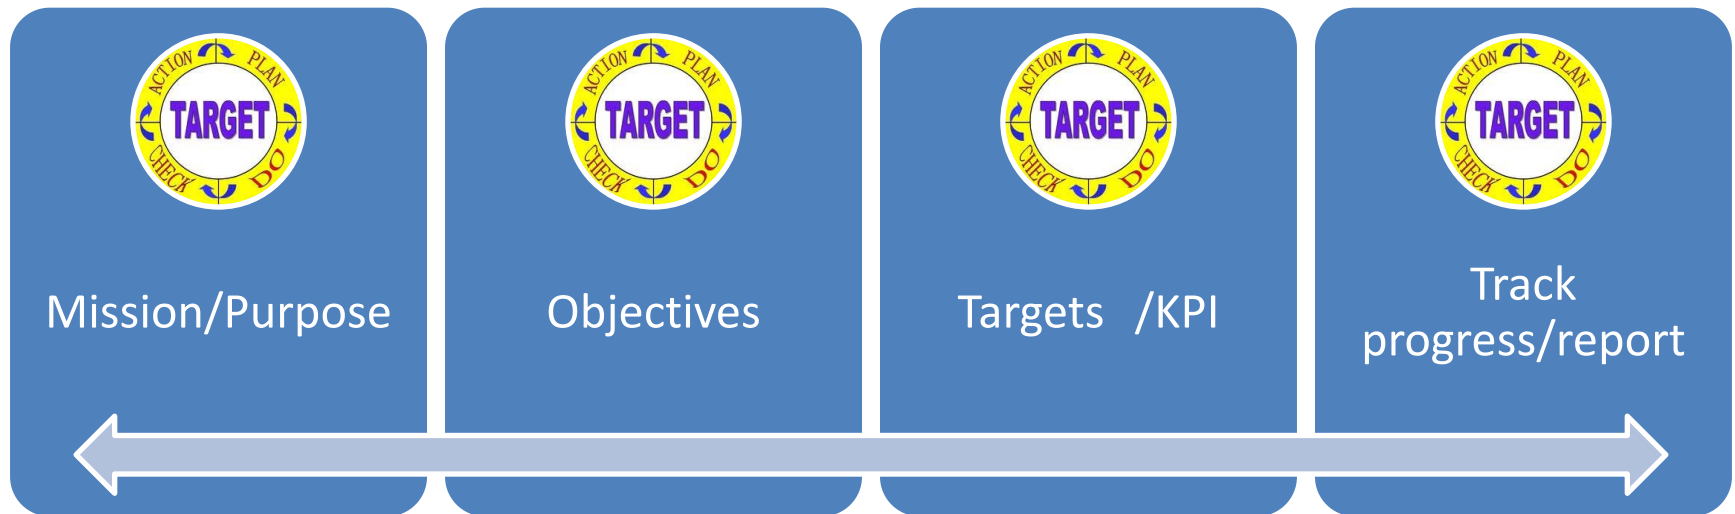 ACTION PLAN
TARGET
CHECK DO
ACTION PLAN
TARGET
CHECK DO
ACTION PLAN
TARGET
CHECK DO
ACTION PLAN
TARGET
CHECK DO
Mission/Purpose
Objectives
Targets /KPI
Track
progress/report